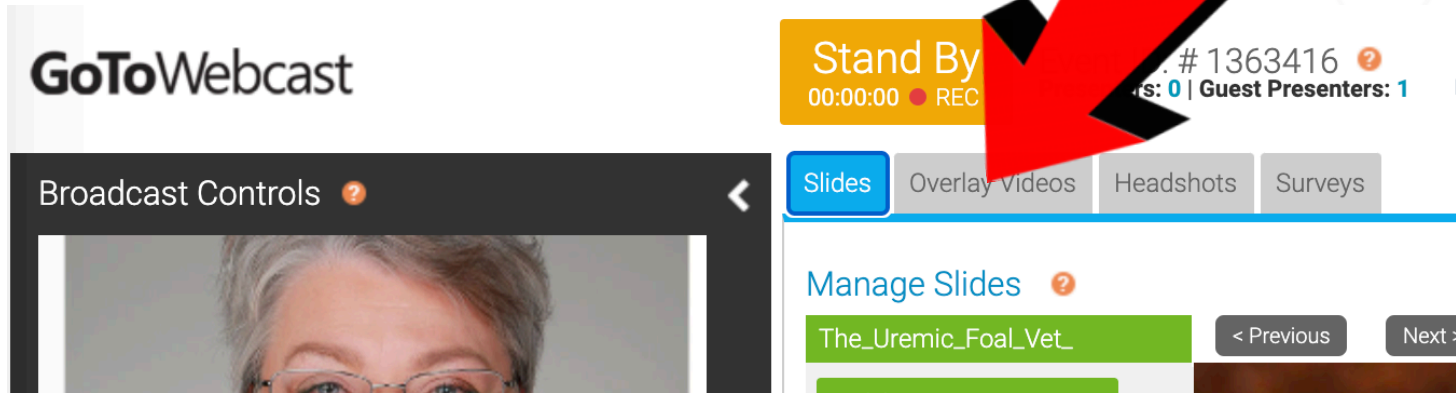 GoToWebcast
Stand By
00:00:00 REC
# 1363416
Guest Presenters: 1
: 0 |
Broadcast Controls
Slides
Overlay Videos
Headshots
Surveys
Manage Slides
The_Uremic_Foal_Vet_
< Previous
Next >